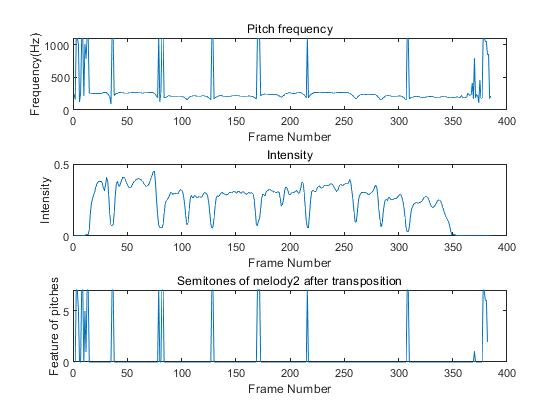 Pitch frequency
Frequency(Hz)
1000
500
0
0 50 100 150 200 250 300 350 400
Frame Number
Intensity
Intensity
0.5
0
0 50 100 150 200 250 300 350 400
Frame Number
Semitones of melody2 after transposition
Feature of pitches
5
0
0 50 100 150 200 250 300 350 400
Frame Number